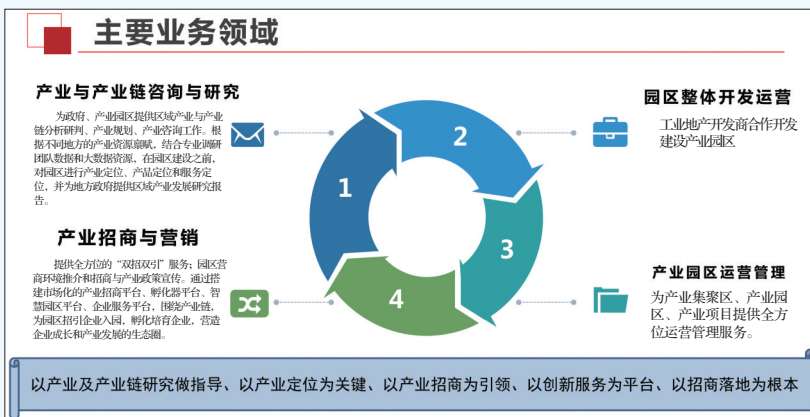 主要业务领域
产业与产业链咨询与研究
为政府、产业园区提供区域产业与产业
链分析研判、产业规划、产业咨询工作。根
据不同地方的产业资源禀赋，结合专业调研
团队数据和大数据资源，在园区建设之前，
对园区进行产业定位、产品定位和服务定
位，并为地方政府提供区域产业发展研究报
告。
产业招商与营销
提供全方位的“双招双引”服务；园区营
商环境推介和招商与产业政策宣传。通过搭
建市场化的产业招商平台、孵化器平台、智
慧园区平台、企业服务平台，围绕产业链，
为园区招引企业入园，孵化培育企业，营造
企业成长和产业发展的生态圈。
1
2
3
4
园区整体开发运营
工业地产开发商合作开发
建设产业园区
产业园区运营管理
为产业集聚区、产业园
区、产业项目提供全方
位运营管理服务。
以产业及产业链研究做指导、以产业定位为关键、以产业招商为引领、以创新服务为平台、以招商落地为根本